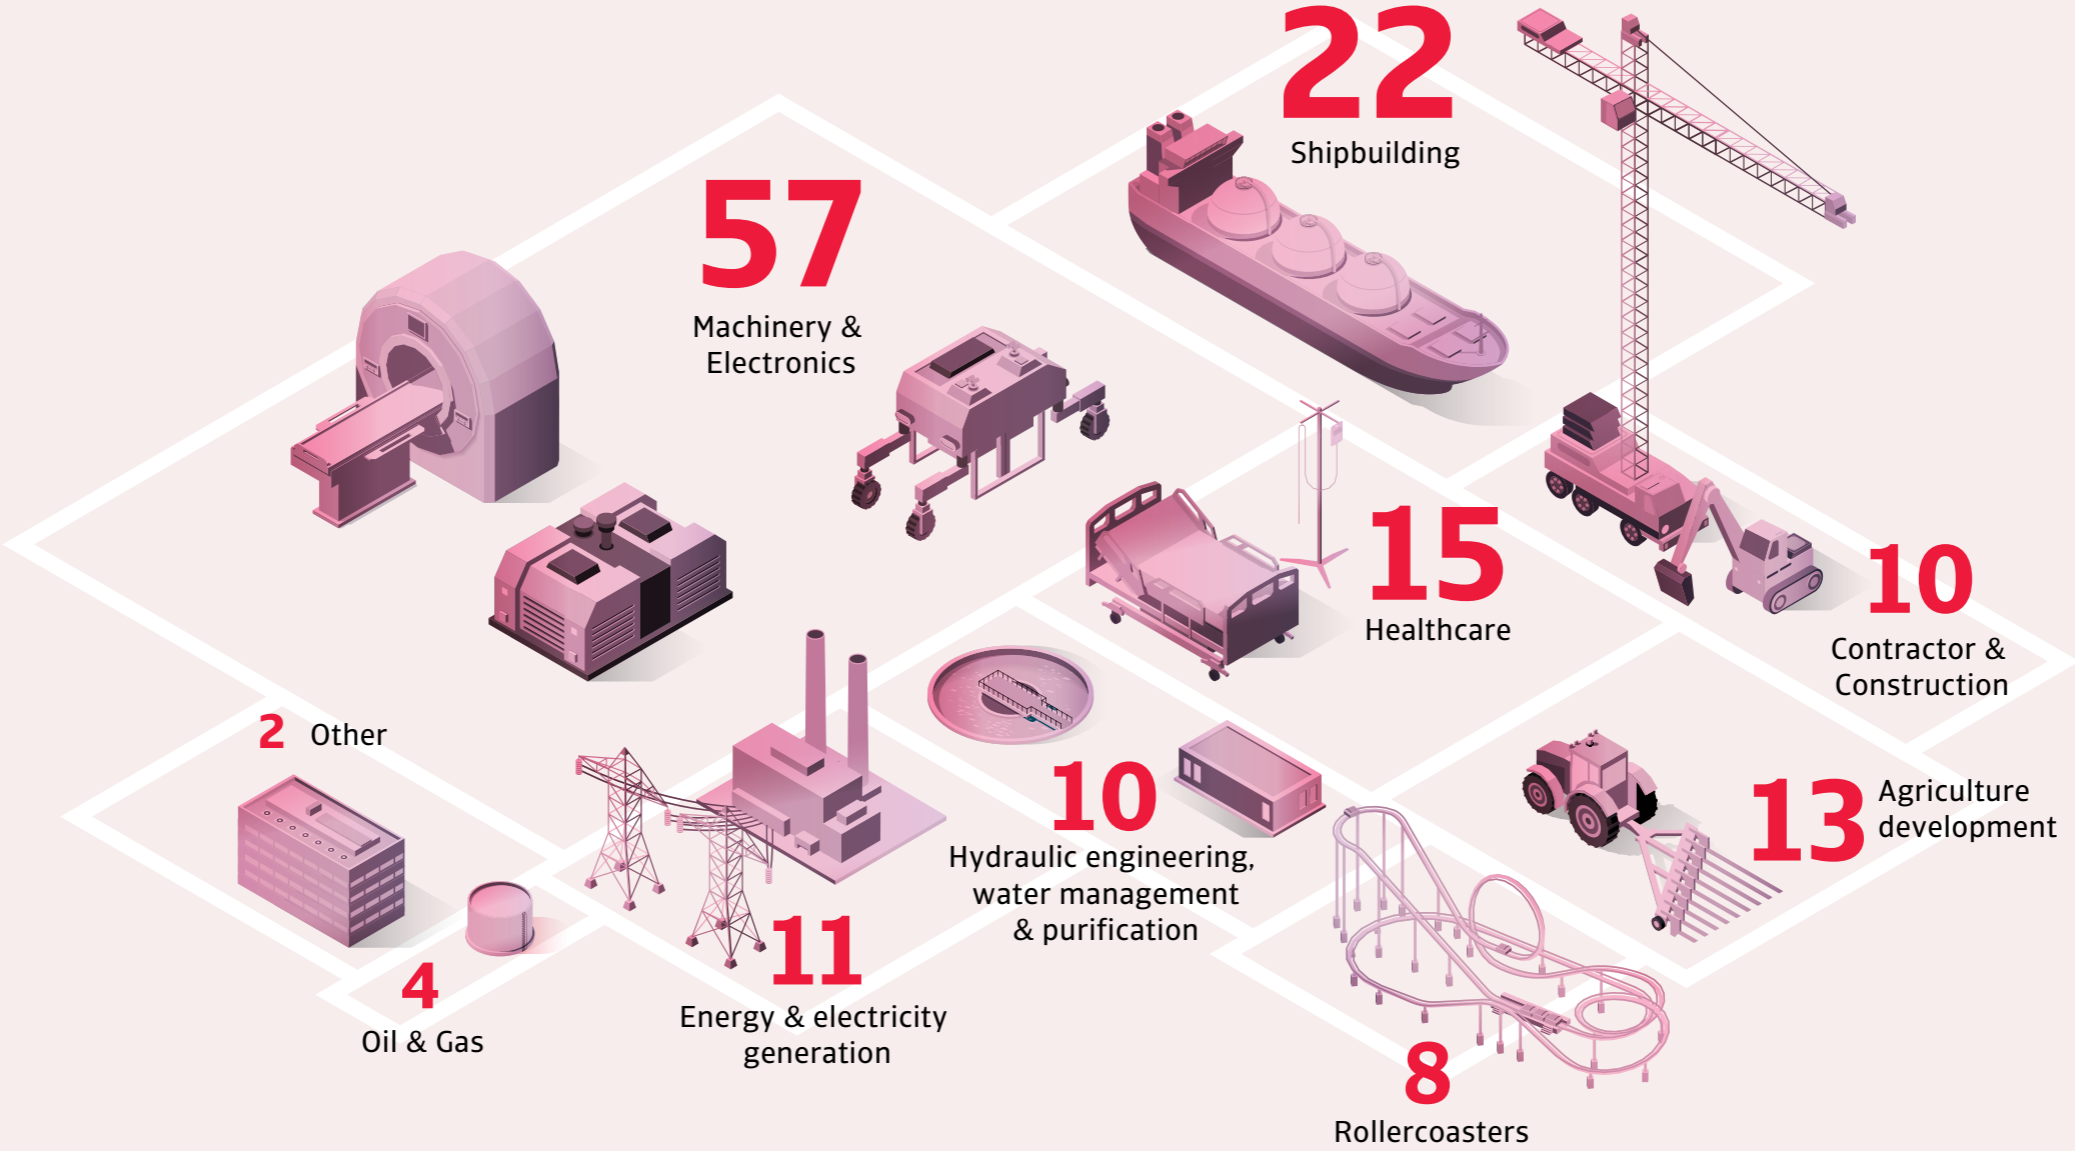 22
Shipbuilding
57
Machinery &
Electronics
15
Healthcare
10
Contractor &
Construction
2 Other
10
Hydraulic engineering,
water management
& purification
13
Agriculture
development
11
Energy & electricity
generation
4
Oil & Gas
8
Rollercoasters